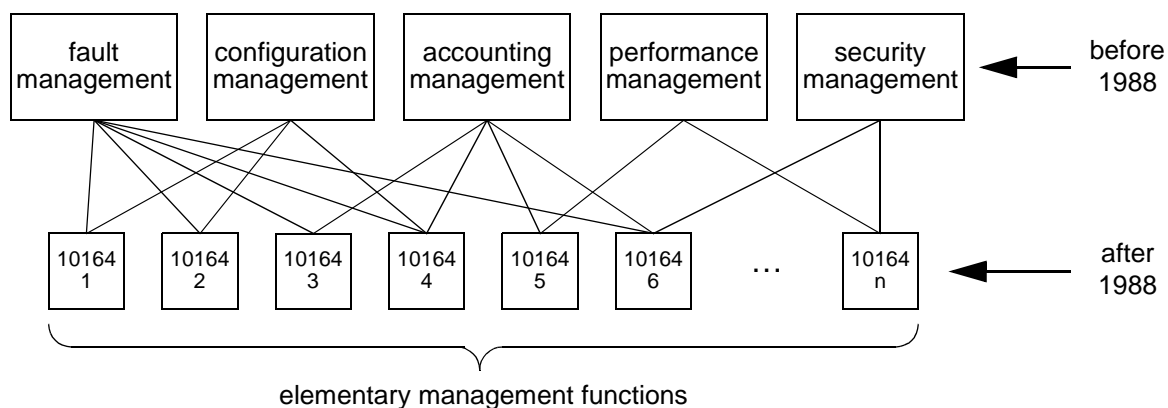 fault
management
configuration
management
accounting
management
performance
management
security
management
before
1988
10164
1
10164
2
10164
3
10164
4
10164
5
10164
6
...
10164
n
after
1988
elementary management functions